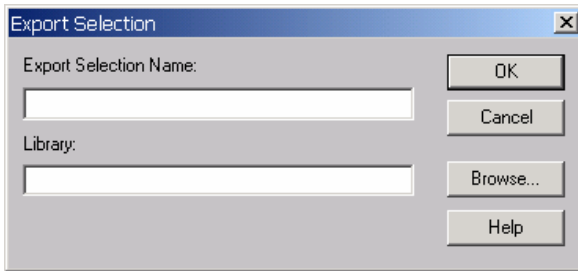 Export Selection
Export Selection Name:
OK
Cancel
Library:
Browse...
Help